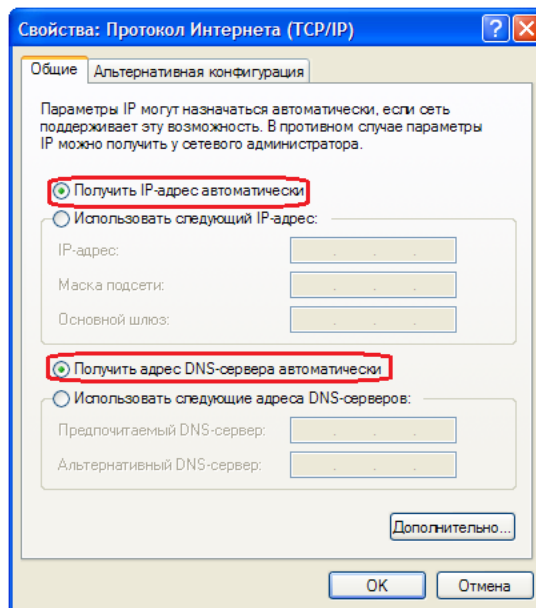 Свойства: Протокол Интернета (TCP/IP)
Общие
Альтернативная конфигурация
Параметры IP могут назначаться автоматически, если сеть
поддерживает эту возможность. В противном случае параметры
IP можно получить у сетевого администратора.
Получить IP-адрес автоматически
Использовать следующий IP-адрес:
IP-адрес:
Маска подсети:
Основной шлюз:
Получить адрес DNS-сервера автоматически
Использовать следующие адреса DNS-серверов:
Предпочитаемый DNS-сервер:
Альтернативный DNS-сервер:
Дополнительно...
OK
Отмена